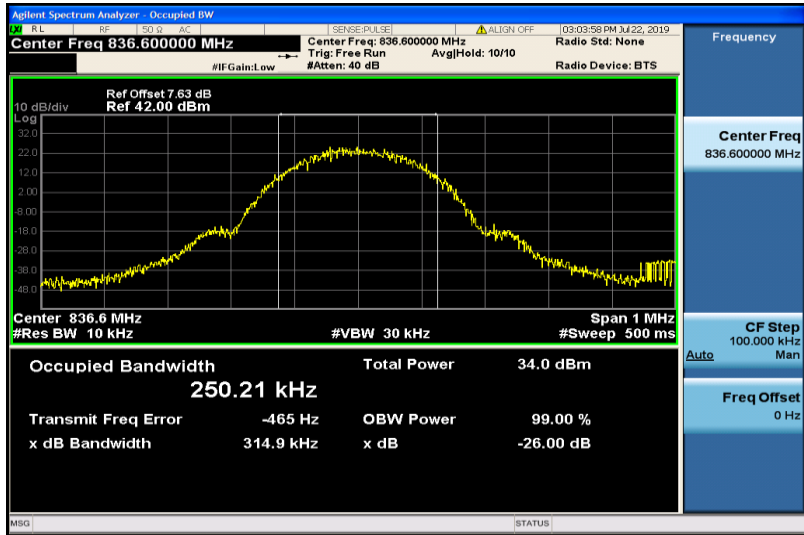 Agilent Spectrum Analyzer - Occupied BW
LXI RL RF 50 Ω AC SENSE:PULSE ALIGN OFF 03:03:58 PM Jul 22, 2019
Center Freq 836.600000 MHz
Center Freq: 836.600000 MHz
Radio Std: None
Trig: Free Run Avg|Hold: 10/10
#IFGain:Low #Atten: 40 dB Radio Device: BTS
Ref Offset 7.63 dB
10 dB/div Ref 42.00 dBm
Log
32.0
22.0
12.0
2.00
-8.00
-18.0
-28.0
-38.0
-48.0
Center 836.6 MHz Span 1 MHz
#Res BW 10 kHz #VBW 30 kHz #Sweep 500 ms
Occupied Bandwidth Total Power 34.0 dBm
250.21 kHz
Transmit Freq Error -465 Hz OBW Power 99.00 %
x dB Bandwidth 314.9 kHz x dB -26.00 dB
Frequency
Center Freq
836.600000 MHz
CF Step
100.000 kHz
Auto Man
Freq Offset
0 Hz
MSG STATUS